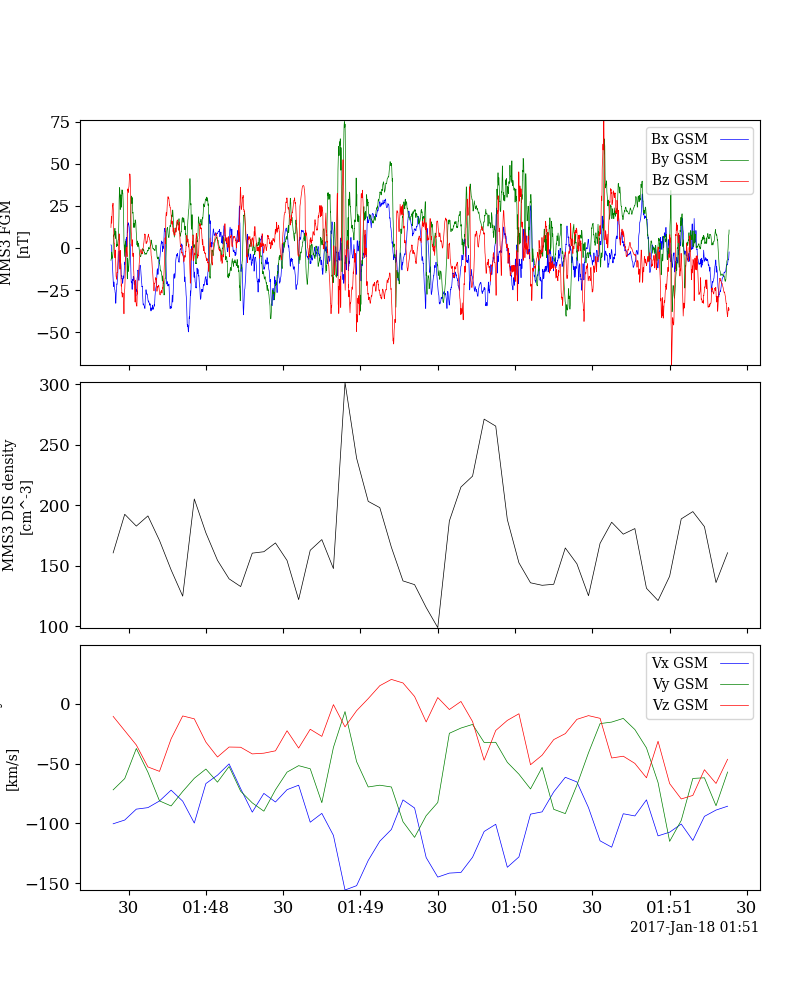 75
50
25
0
−25
−50
MMS3 FGM
[nT]
Bx GSM
By GSM
Bz GSM
300
250
200
150
100
MMS3 DIS density
[cm^-3]
0
−50
−100
−150
[km/s]
Vx GSM
Vy GSM
Vz GSM
30 01:48 30 01:49 30 01:50 30 01:51 30
2017-Jan-18 01:51